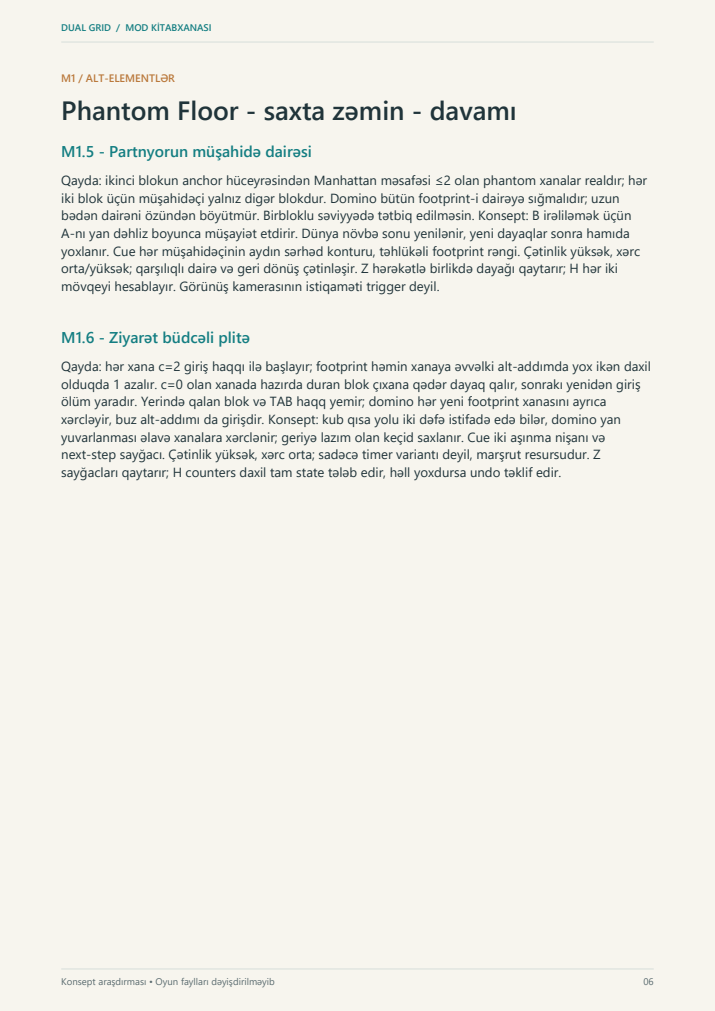 DUAL GRID / MOD KİTABXANASI
M1 / ALT-ELEMENTLƏR
Phantom Floor - saxta zəmin - davamı
M1.5 - Partnyorun müşahidə dairəsi
Qayda: ikinci blokun anchor hüceyrəsindən Manhattan məsafəsi ≤2 olan phantom xanalar realdır; hər
iki blok üçün müşahidəçi yalnız digər blokdur. Domino bütün footprint-i dairəyə sığmalıdır; uzun
bədən dairəni özündən böyütmür. Birbloklu səviyyədə tətbiq edilməsin. Konsept: B irəliləmək üçün
A-nı yan dəhliz boyunca müşayiət etdirir. Dünya növbə sonu yenilənir, yeni dayaqlar sonra hamıda
yoxlanır. Cue hər müşahidəçinin aydın sərhəd konturu, təhlükəli footprint rəngi. Çətinlik yüksək, xərc
orta/yüksək; qarşılıqlı dairə və geri dönüş çətinləşir. Z hərəkətlə birlikdə dayağı qaytarır; H hər iki
mövqeyi hesablayır. Görünüş kamerasının istiqaməti trigger deyil.
M1.6 - Ziyarət büdcəli plitə
Qayda: hər xana c=2 giriş haqqı ilə başlayır; footprint həmin xanaya əvvəlki alt-addımda yox ikən daxil
olduqda 1 azalır. c=0 olan xanada hazırda duran blok çıxana qədər dayaq qalır, sonrakı yenidən giriş
ölüm yaradır. Yerində qalan blok və TAB haqq yemir; domino hər yeni footprint xanasını ayrıca
xərcləyir, buz alt-addımı da girişdir. Konsept: kub qısa yolu iki dəfə istifadə edə bilər, domino yan
yuvarlanması əlavə xanalara xərclənir; geriyə lazım olan keçid saxlanır. Cue iki aşınma nişanı və
next-step sayğacı. Çətinlik yüksək, xərc orta; sadəcə timer variantı deyil, marşrut resursudur. Z
sayğacları qaytarır; H counters daxil tam state tələb edir, həll yoxdursa undo təklif edir.
Konsept araşdırması • Oyun faylları dəyişdirilməyib
06